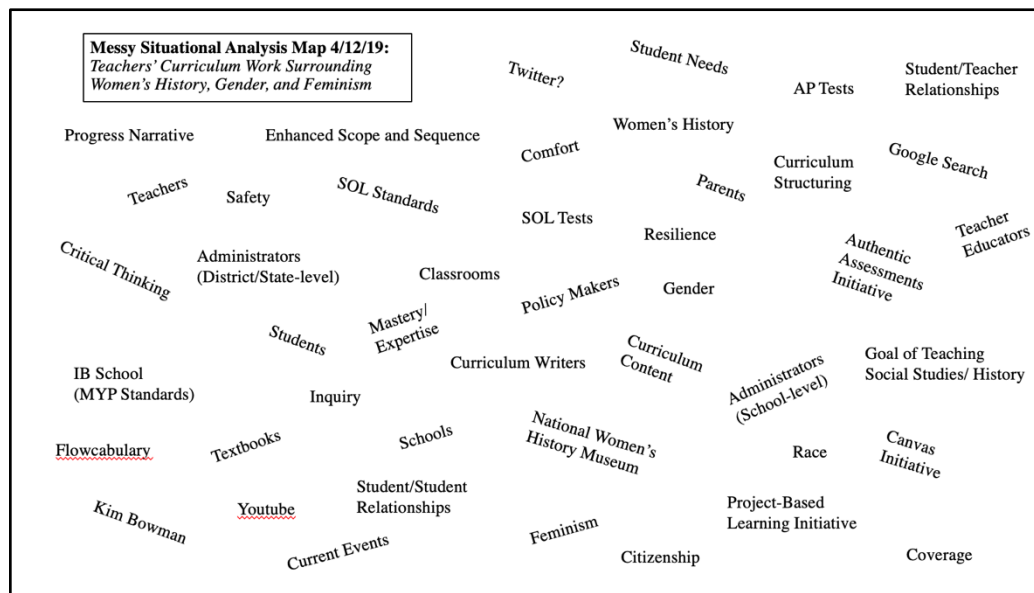 Messy Situational Analysis Map 4/12/19:
Teachers' Curriculum Work Surrounding
Women's History, Gender, and Feminism
Twitter?
Student Needs
AP Tests
Student/Teacher
Relationships
Progress Narrative
Enhanced Scope and Sequence
Comfort
Women's History
Curriculum
Structuring
Google Search
Teachers
Safety
SOL Standards
SOL Tests
Parents
Resilience
Teacher
Educators
Critical Thinking
Administrators
(District/State-level)
Classrooms
Policy Makers
Gender
Authentic
Assessments
Initiative
Students
Mastery/
Expertise
Curriculum Writers
Curriculum
Content
Administrators
(School-level)
Goal of Teaching
Social Studies/ History
IB School
(MYP Standards)
Inquiry
Flowcabulary
Textbooks
Schools
National Women's
History Museum
Race
Canvas
Initiative
Kim Bowman
Youtube
Student/Student
Relationships
Current Events
Feminism
Citizenship
Project-Based
Learning Initiative
Coverage